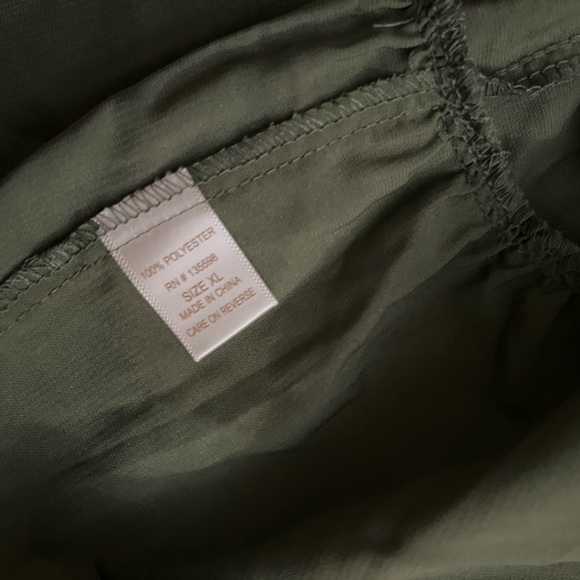 100% POLYESTER
RN # 135598
SIZE XL
MADE IN CHINA
CARE ON REVERSE